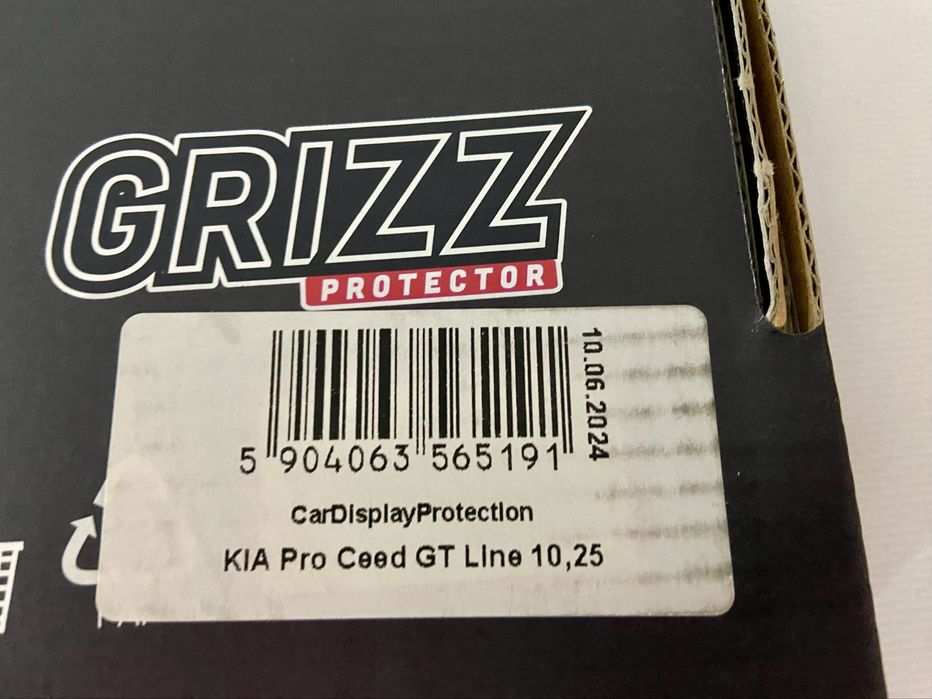 GRIZZ
PROTECTOR
10.06.2024
5 904063 565191
CarDisplayProtection
KIA Pro Ceed GT Line 10,25